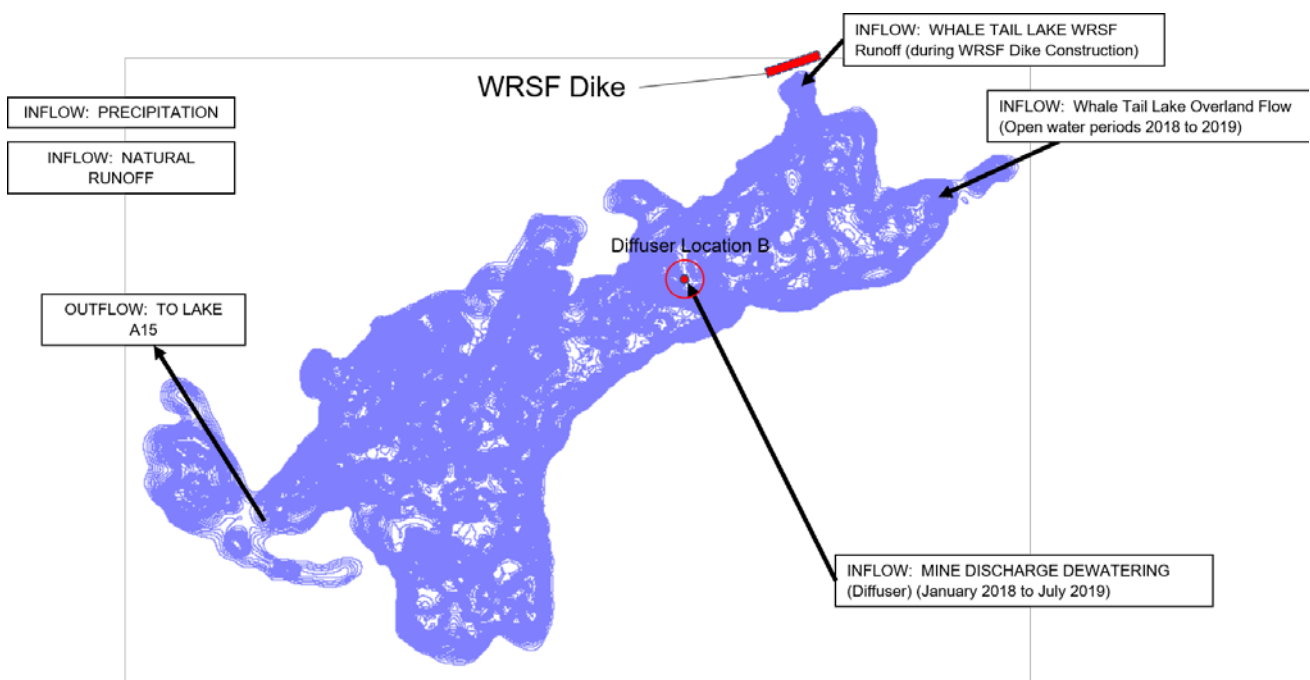 INFLOW: WHALE TAIL LAKE WRSF
Runoff (during WRSF Dike Construction)
WRSF Dike
INFLOW: PRECIPITATION
INFLOW: Whale Tail Lake Overland Flow
(Open water periods 2018 to 2019)
INFLOW: NATURAL
RUNOFF
Diffuser Location B
OUTFLOW: TO LAKE
A15
INFLOW: MINE DISCHARGE DEWATERING
(Diffuser) (January 2018 to July 2019)